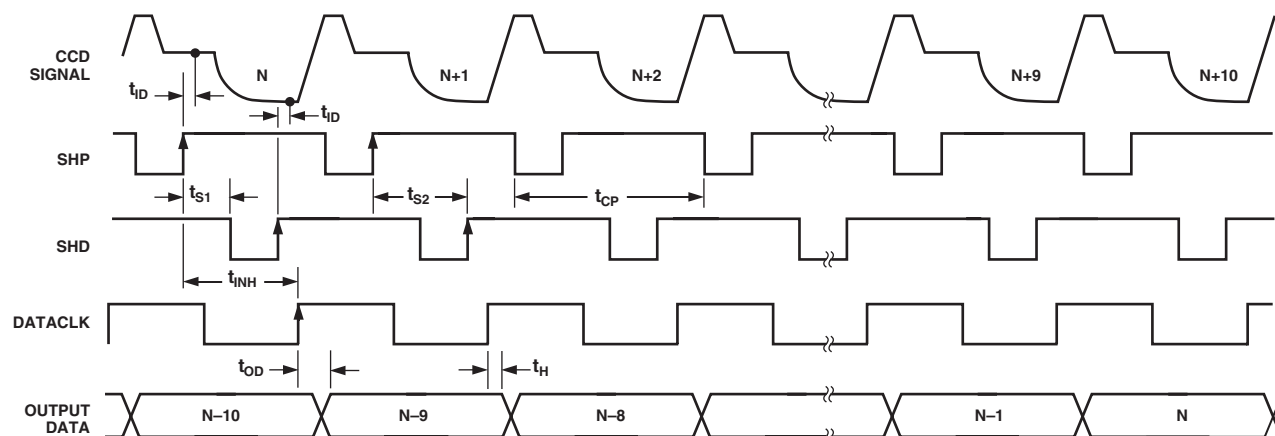 CCD
SIGNAL
N
N+1
N+2
N+9
N+10
tID
tID
SHP
tS1
tS2
tCP
SHD
tINH
DATACLK
tOD
tH
OUTPUT
DATA
N–10
N–9
N–8
N–1
N